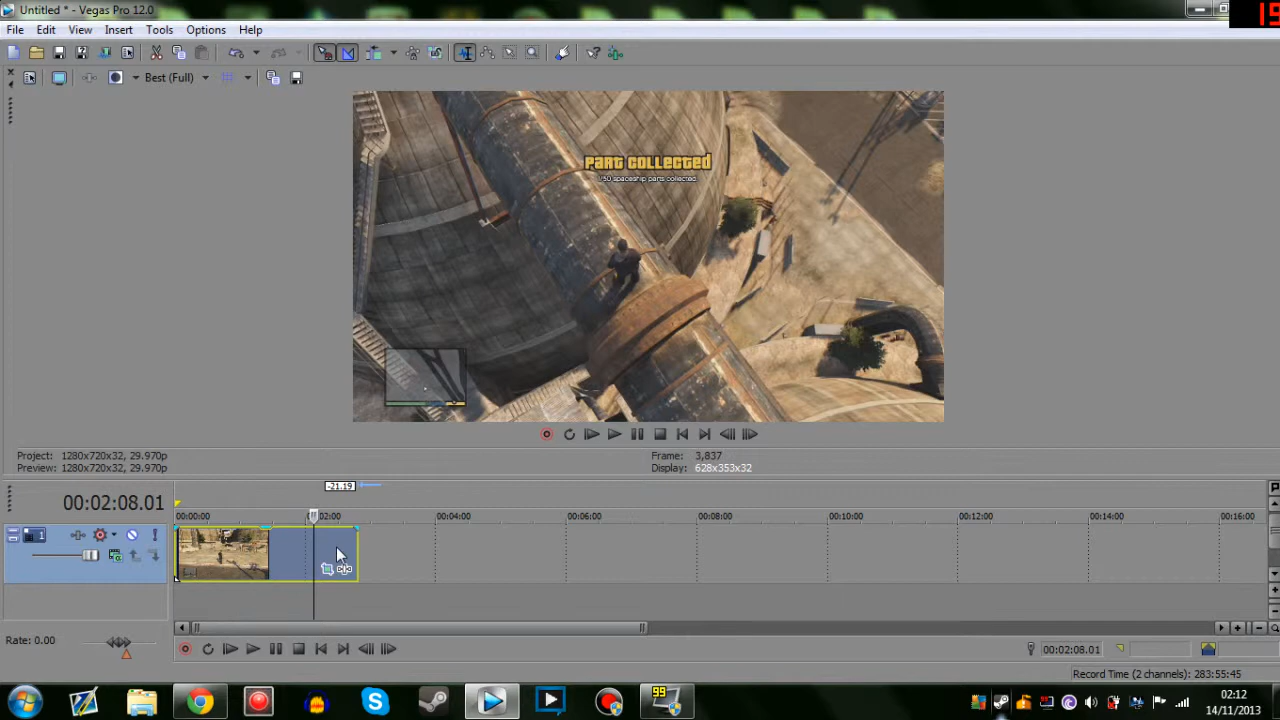 Untitled * - Vegas Pro 12.0
File Edit View Insert Tools Options Help
Best (Full)
PART COLLECTED
1/50 spaceship parts collected.
Project: 1280x720x32, 29.970p
Preview: 1280x720x32, 29.970p
Frame: 3,837
Display: 628x353x32
-21.19
00:02:08.01
00:00:00 00:02:00 00:04:00 00:06:00 00:08:00 00:10:00 00:12:00 00:14:00 00:16:00
1
Rate: 0.00
00:02:08.01
Record Time (2 channels): 283:55:45
99
02:12
14/11/2013